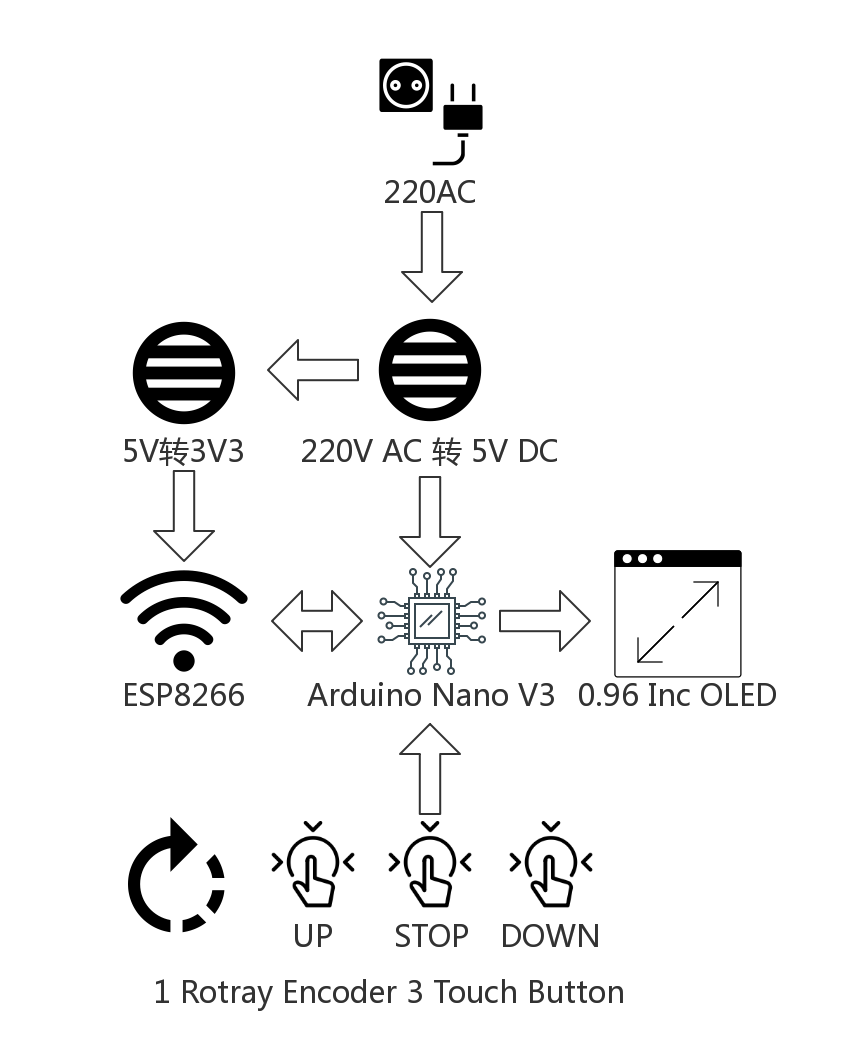 220AC
5V转3V3
220V AC 转 5V DC
ESP8266
Arduino Nano V3
0.96 Inc OLED
UP
STOP
DOWN
1 Rotray Encoder 3 Touch Button